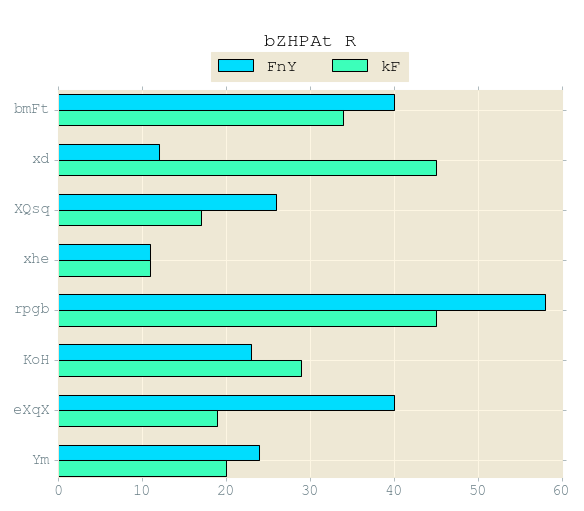 bZHPAt R
FnY kF
bmFt
xd
XQsq
xhe
rpgb
KoH
eXqX
Ym
0 10 20 30 40 50 60